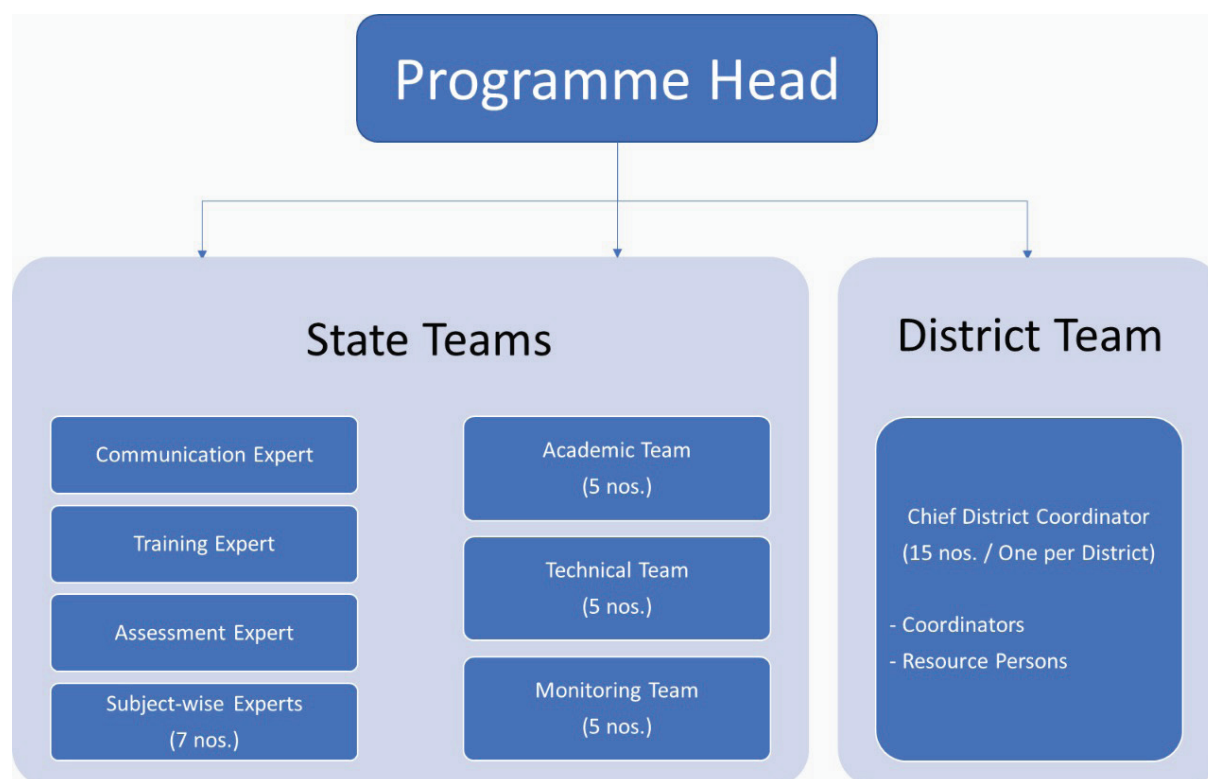 Programme Head
State Teams
Communication Expert
Training Expert
Assessment Expert
Subject-wise Experts
(7 nos.)
Academic Team
(5 nos.)
Technical Team
(5 nos.)
Monitoring Team
(5 nos.)
District Team
Chief District Coordinator
(15 nos. / One per District)
- Coordinators
- Resource Persons